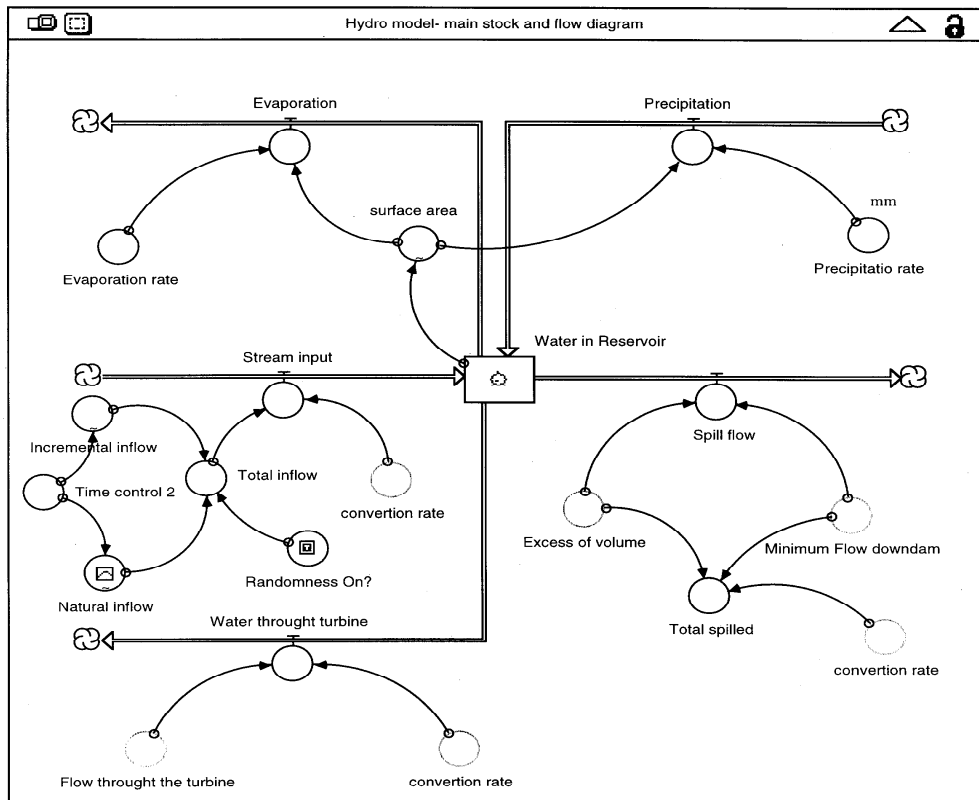 Hydro model- main stock and flow diagram
Evaporation
Precipitation
surface area
mm
Evaporation rate
Precipitatio rate
Water in Reservoir
Stream input
Spill flow
Incremental inflow
Total inflow
Time control 2
convertion rate
Excess of volume
Minimum Flow downdam
Randomness On?
Natural inflow
Water throught turbine
Total spilled
convertion rate
Flow throught the turbine
convertion rate